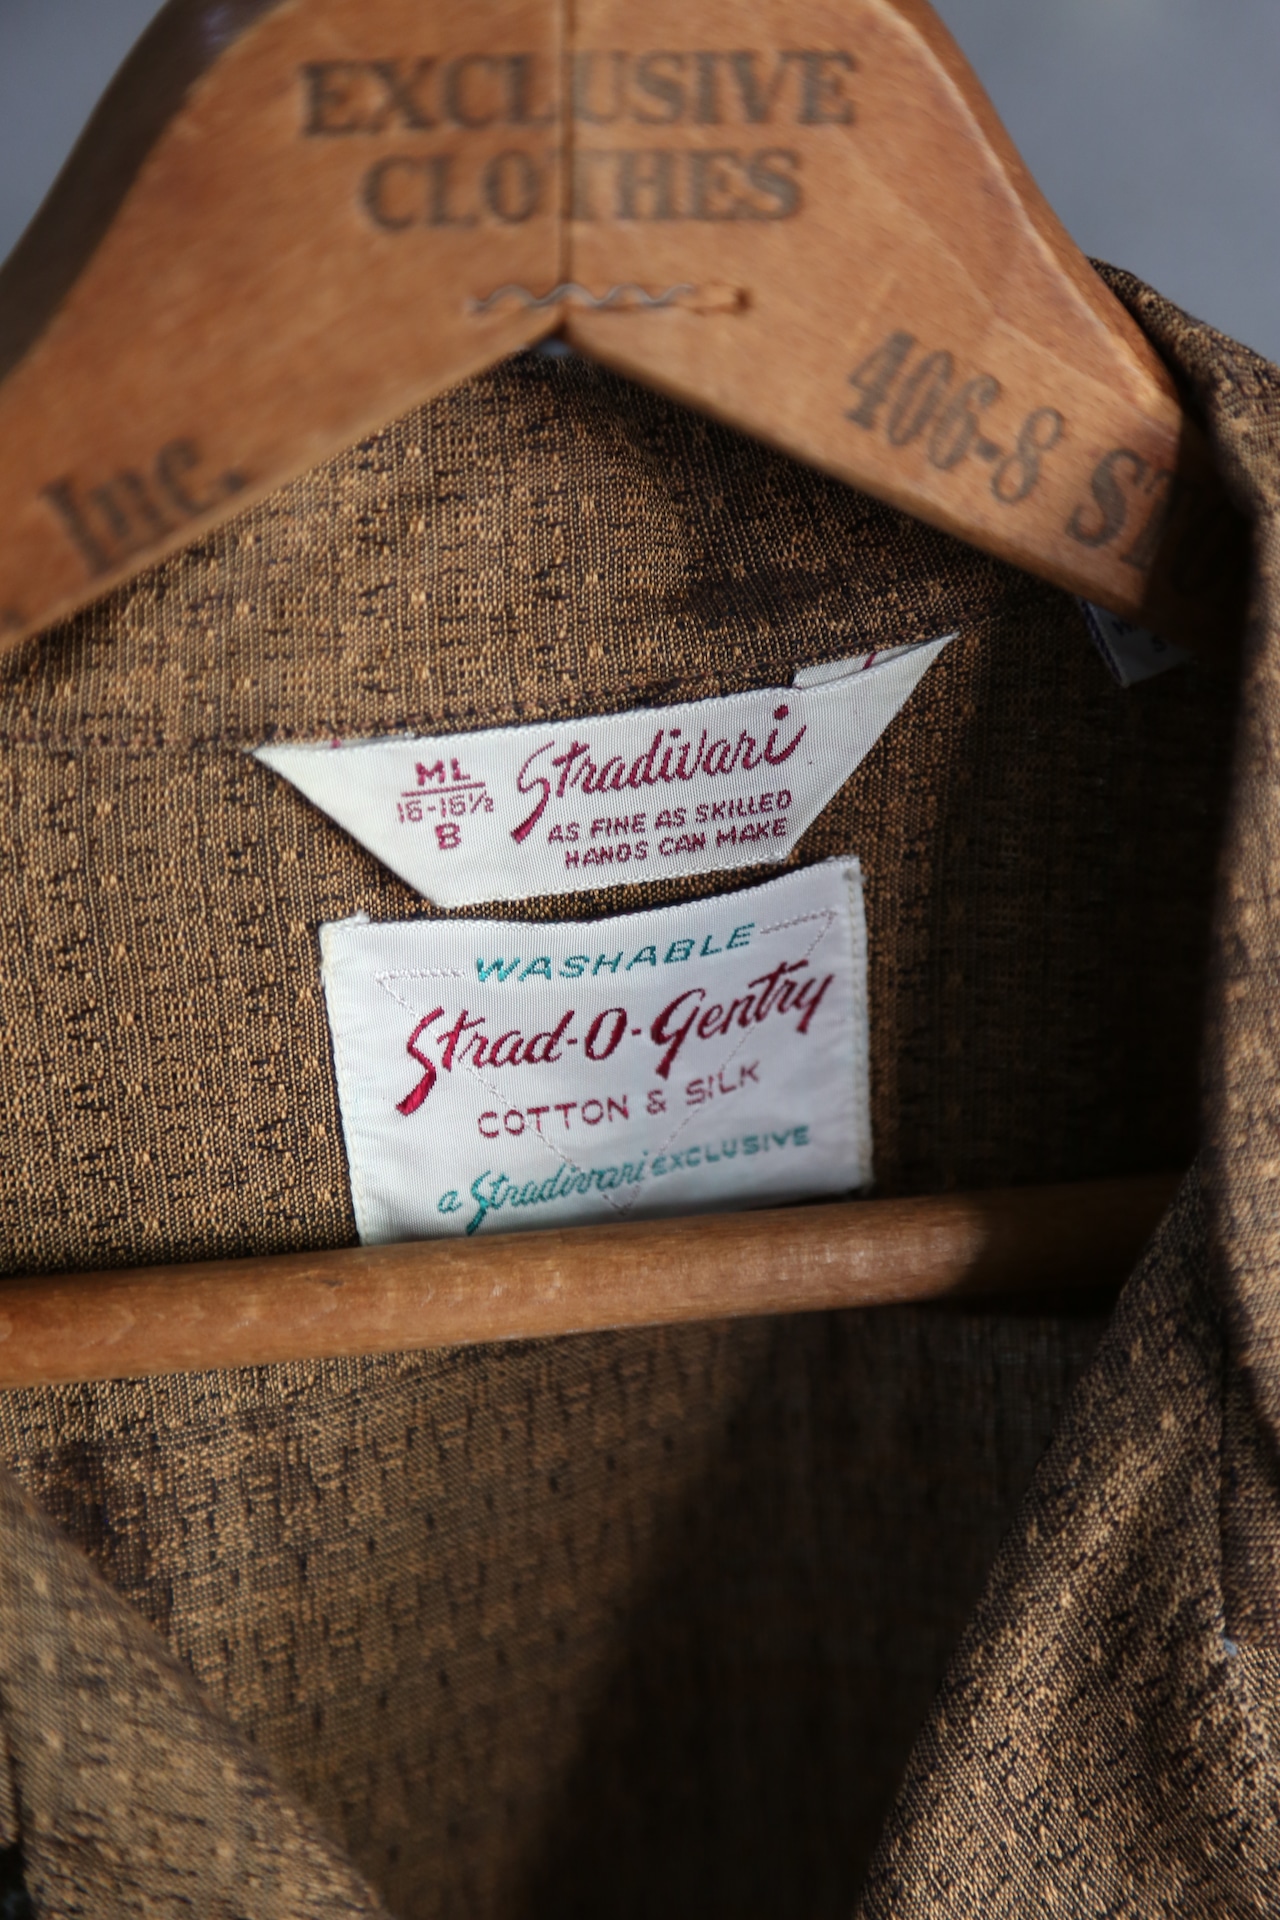 EXCLUSIVE
CLOTHES
Inc.
406-8 ST
Stradivari
ML
15-15½
B
AS FINE AS SKILLED
HANDS CAN MAKE
WASHABLE
Strad-O-Gentry
COTTON & SILK
a Stradivari EXCLUSIVE